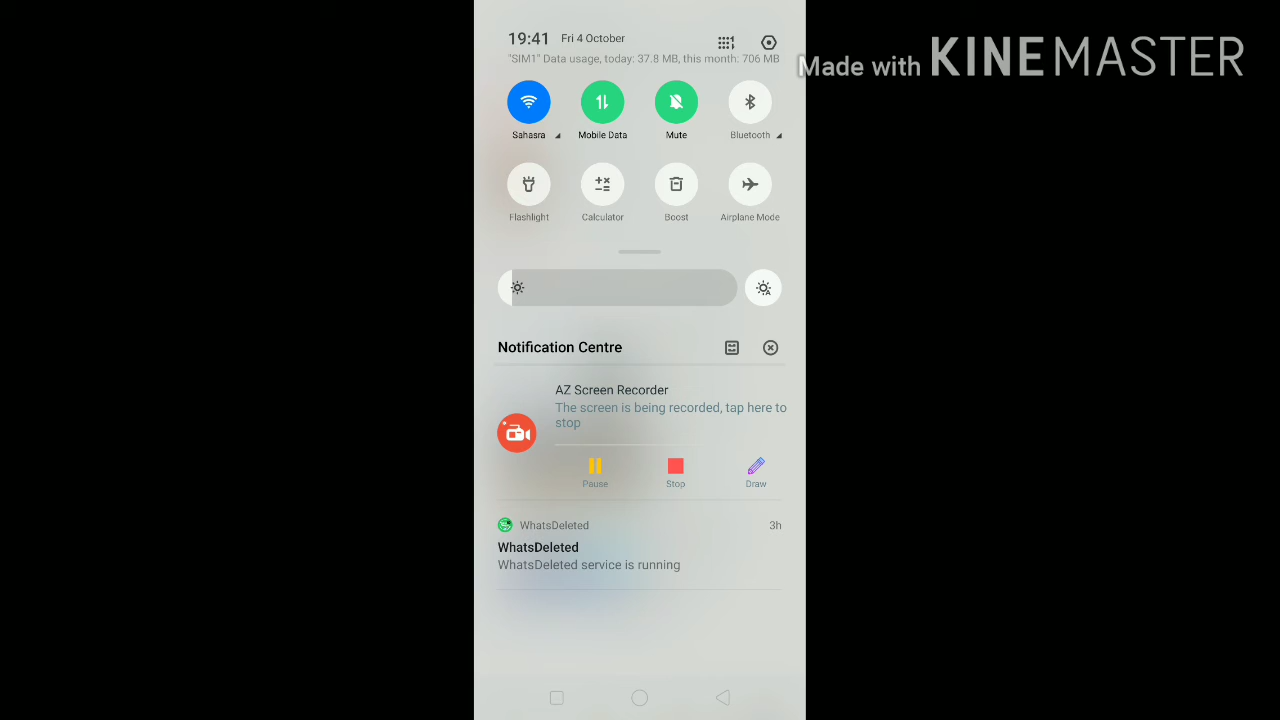 19:41 Fri 4 October
"SIM1" Data usage, today: 37.8 MB, this month: 706 MB
Made with KINEMASTER
Sahasra Mobile Data Mute Bluetooth
Flashlight Calculator Boost Airplane Mode
Notification Centre
AZ Screen Recorder
The screen is being recorded, tap here to
stop
Pause Stop Draw
WhatsDeleted 3h
WhatsDeleted
WhatsDeleted service is running